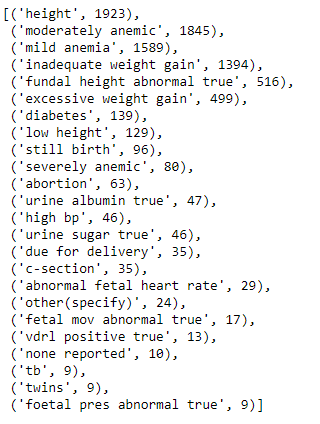 [('height', 1923),
('moderately anemic', 1845),
('mild anemia', 1589),
('inadequate weight gain', 1394),
('fundal height abnormal true', 516),
('excessive weight gain', 499),
('diabetes', 139),
('low height', 129),
('still birth', 96),
('severely anemic', 80),
('abortion', 63),
('urine albumin true', 47),
('high bp', 46),
('urine sugar true', 46),
('due for delivery', 35),
('c-section', 35),
('abnormal fetal heart rate', 29),
('other(specify)', 24),
('fetal mov abnormal true', 17),
('vdrl positive true', 13),
('none reported', 10),
('tb', 9),
('twins', 9),
('foetal pres abnormal true', 9)]